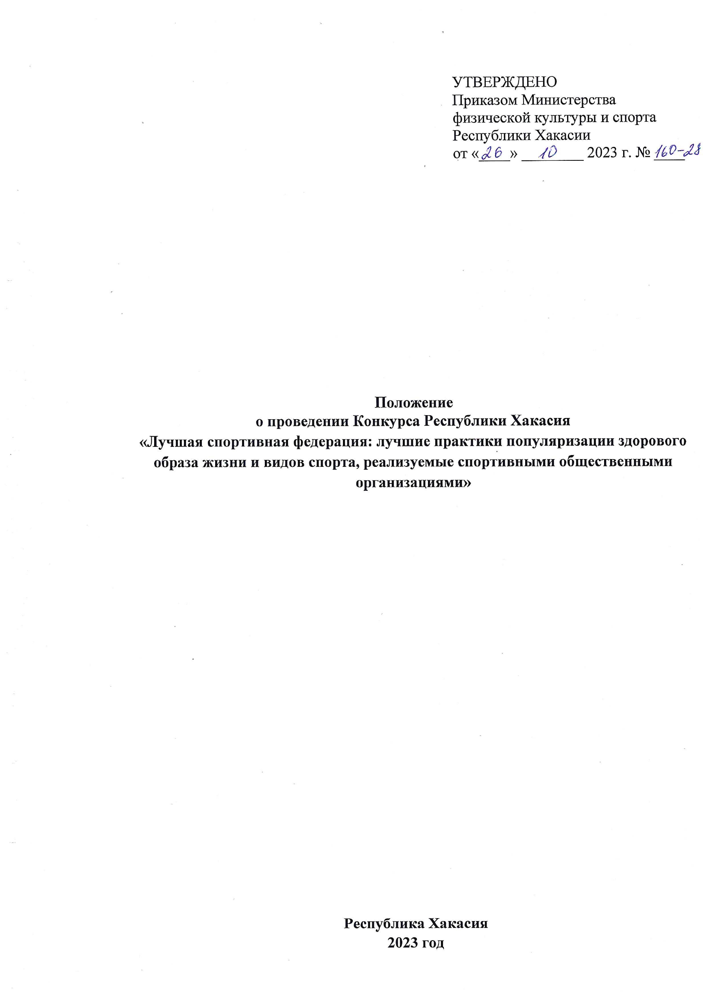 УТВЕРЖДЕНО
Приказом Министерства
физической культуры и спорта
Республики Хакасии
от «26» 10 2023 г. № 160-28
Положение
о проведении Конкурса Республики Хакасия
«Лучшая спортивная федерация: лучшие практики популяризации здорового
образа жизни и видов спорта, реализуемые спортивными общественными
организациями»
Республика Хакасия
2023 год